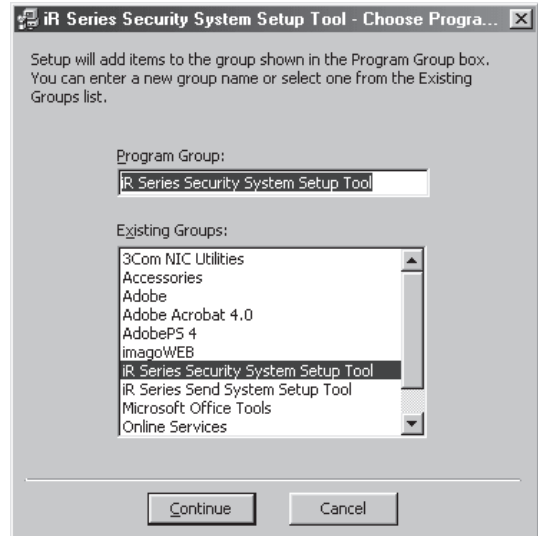 iR Series Security System Setup Tool - Choose Progra...
Setup will add items to the group shown in the Program Group box.
You can enter a new group name or select one from the Existing
Groups list.
Program Group:
iR Series Security System Setup Tool
Existing Groups:
3Com NIC Utilities
Accessories
Adobe
Adobe Acrobat 4.0
AdobePS 4
imagoWEB
iR Series Security System Setup Tool
iR Series Send System Setup Tool
Microsoft Office Tools
Online Services
Continue
Cancel